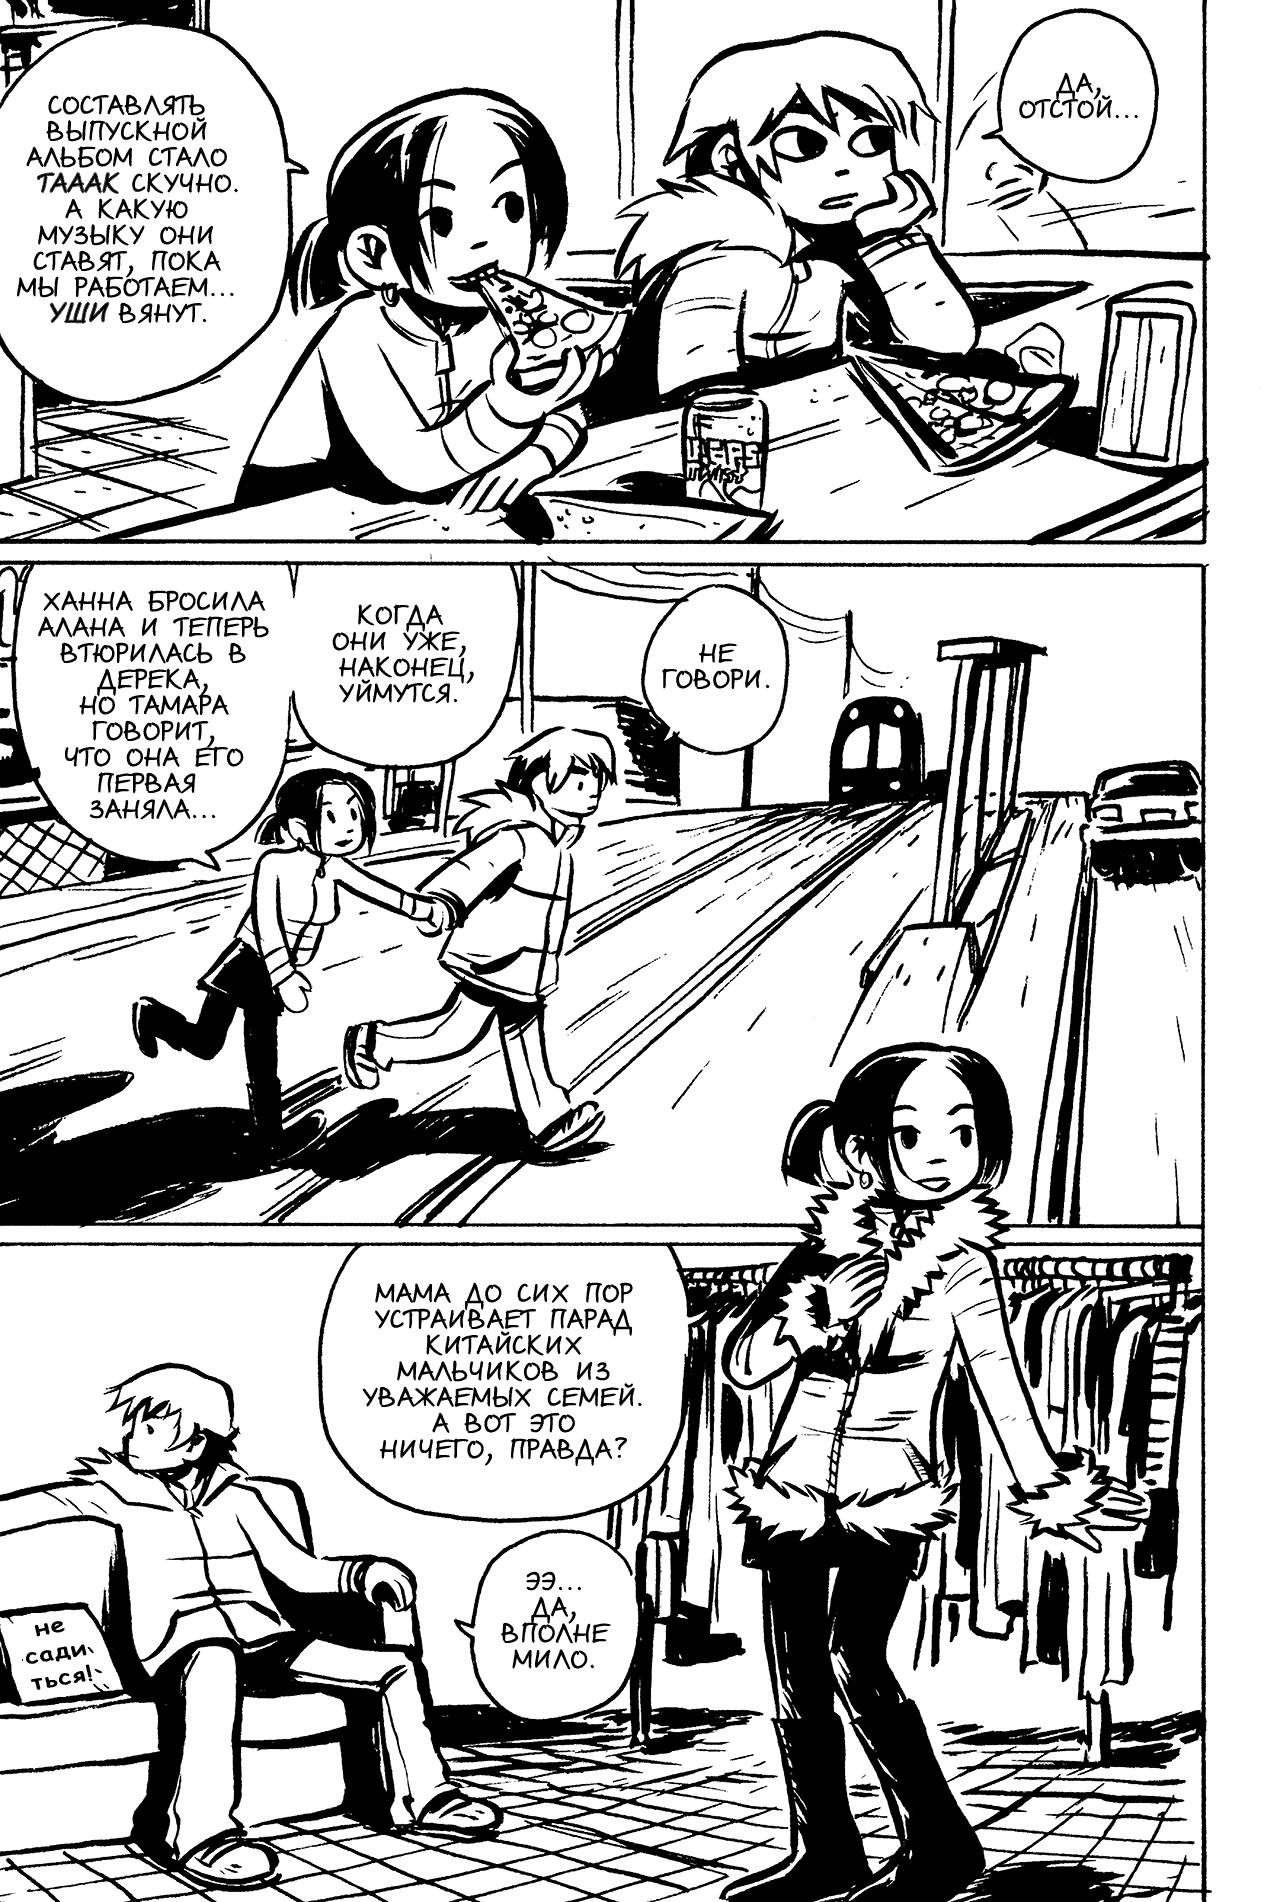 СОСТАВЛЯТЬ
ВЫПУСКНОЙ
АЛЬБОМ СТАЛО
ТАААК СКУЧНО.
А КАКУЮ
МУЗЫКУ ОНИ
СТАВЯТ, ПОКА
МЫ РАБОТАЕМ...
УШИ ВЯНУТ.
ДА,
ОТСТОЙ...
ХАННА БРОСИЛА
АЛАНА И ТЕПЕРЬ
ВТЮРИЛАСЬ В
ДЕРЕКА,
НО ТАМАРА
ГОВОРИТ,
ЧТО ОНА ЕГО
ПЕРВАЯ
ЗАНЯЛА...
КОГДА
ОНИ УЖЕ,
НАКОНЕЦ,
УЙМУТСЯ.
НЕ
ГОВОРИ.
МАМА ДО СИХ ПОР
УСТРАИВАЕТ ПАРАД
КИТАЙСКИХ
МАЛЬЧИКОВ ИЗ
УВАЖАЕМЫХ СЕМЕЙ.
А ВОТ ЭТО
НИЧЕГО, ПРАВДА?
ЭЭ...
ДА,
ВПОЛНЕ
МИЛО.
не
сади
ться!